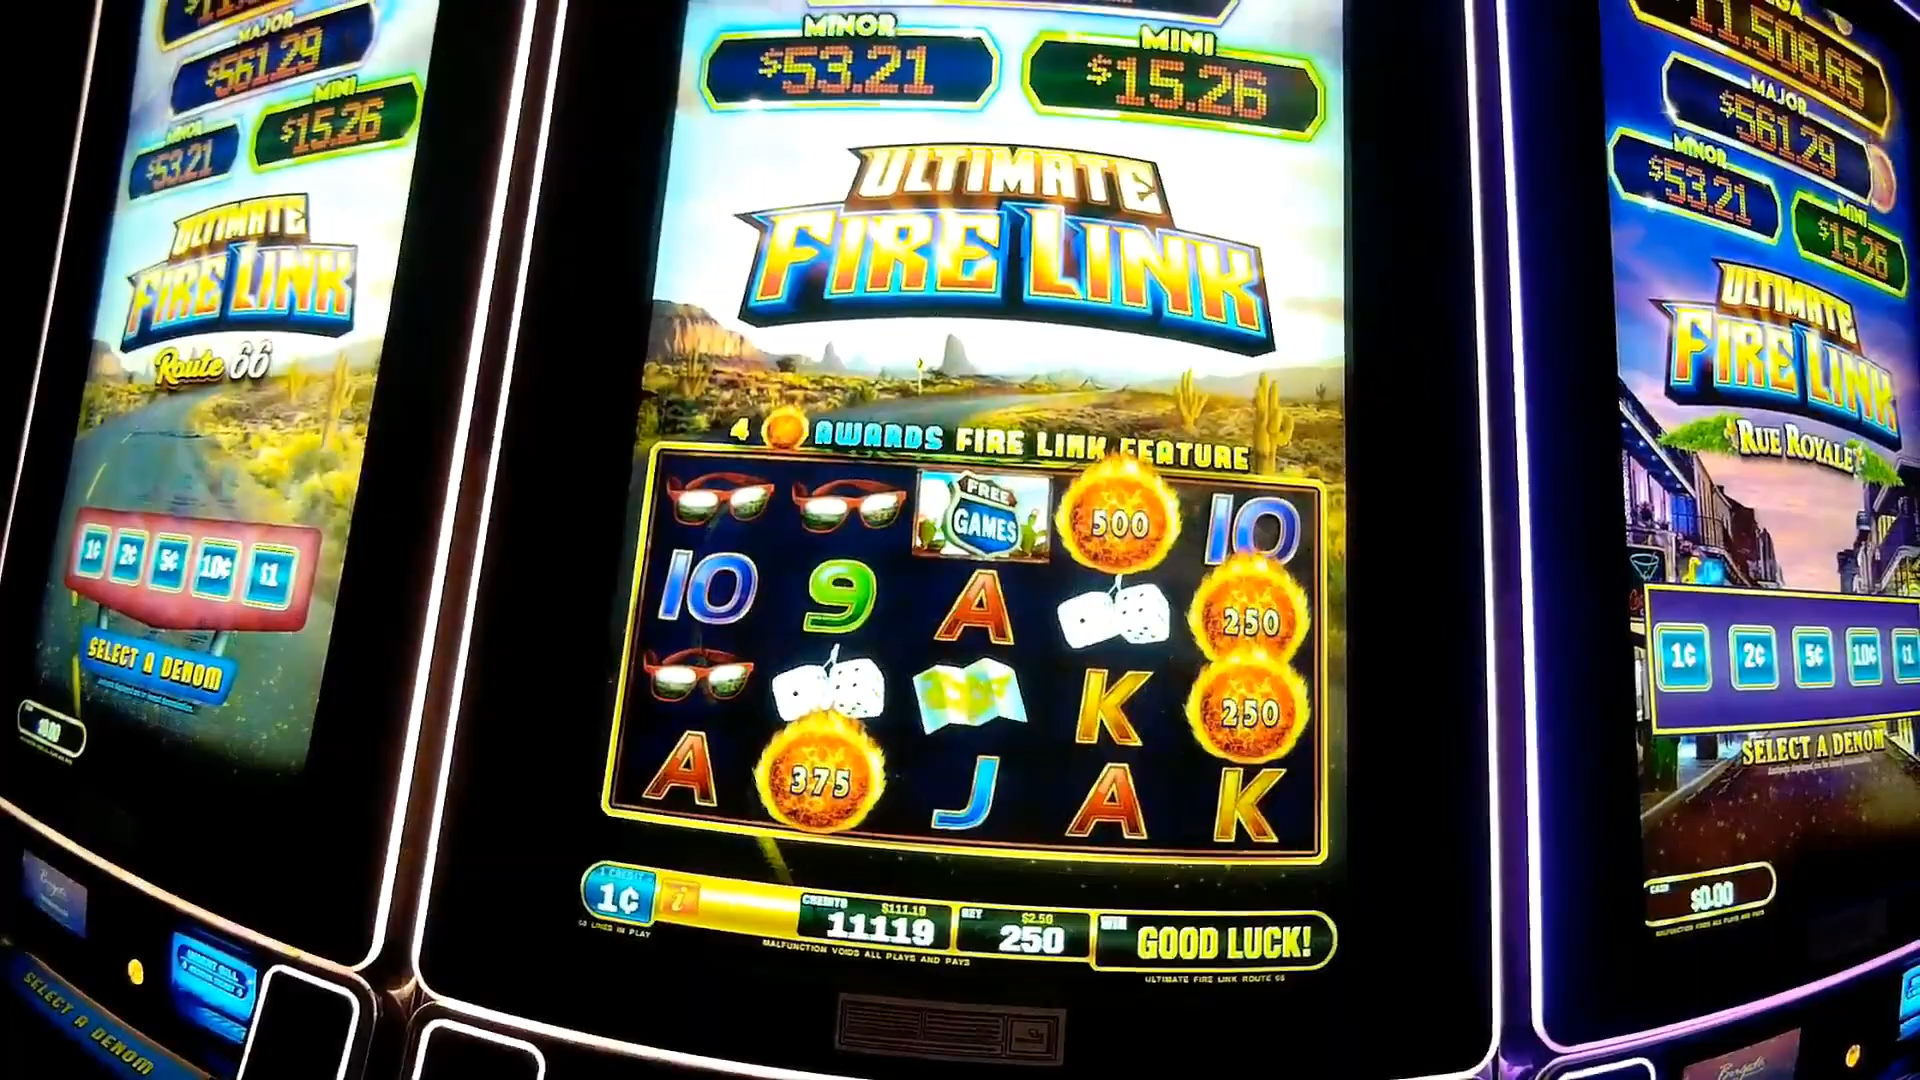 MAJOR
$561.29
MINI
$15.26
MINOR
$53.21
ULTIMATE
FIRE LINK
Route 66
1¢ 2¢ 5¢ 10¢ $1
SELECT A DENOM
SELECT A DENOM
MINOR
$53.21
MINI
$15.26
ULTIMATE
FIRE LINK
4 AWARDS FIRE LINK FEATURE
FREE GAMES
500
10
10
9
A
250
K
250
A
375
J
A
K
1 CREDIT
1¢
i
CREDITS
$111.19
11119
BET
$2.50
250
WIN
GOOD LUCK!
MALFUNCTION VOIDS ALL PLAYS AND PAYS
ULTIMATE FIRE LINK ROUTE 66
11,508.65
MAJOR
$561.29
MINOR
$53.21
MINI
$15.26
ULTIMATE
FIRE LINK
RUE ROYALE
1¢ 2¢ 5¢ 10¢ $1
SELECT A DENOM
CASH
$0.00